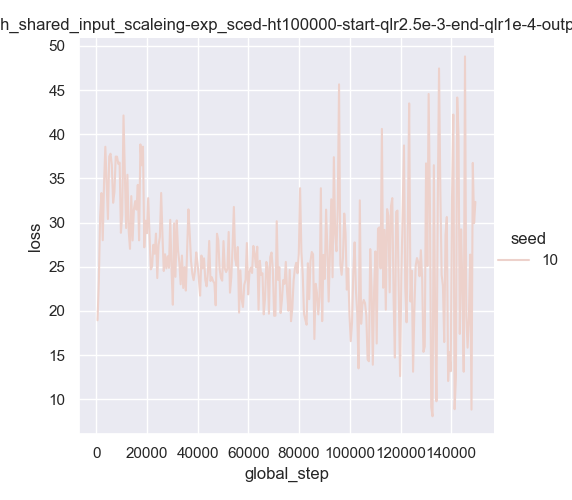 h_shared_input_scaleing-exp_sced-ht100000-start-qlr2.5e-3-end-qlr1e-4-outp
50
45
40
35
30
25
20
15
10
loss
seed
10
0 20000 40000 60000 80000 100000 120000 140000
global_step